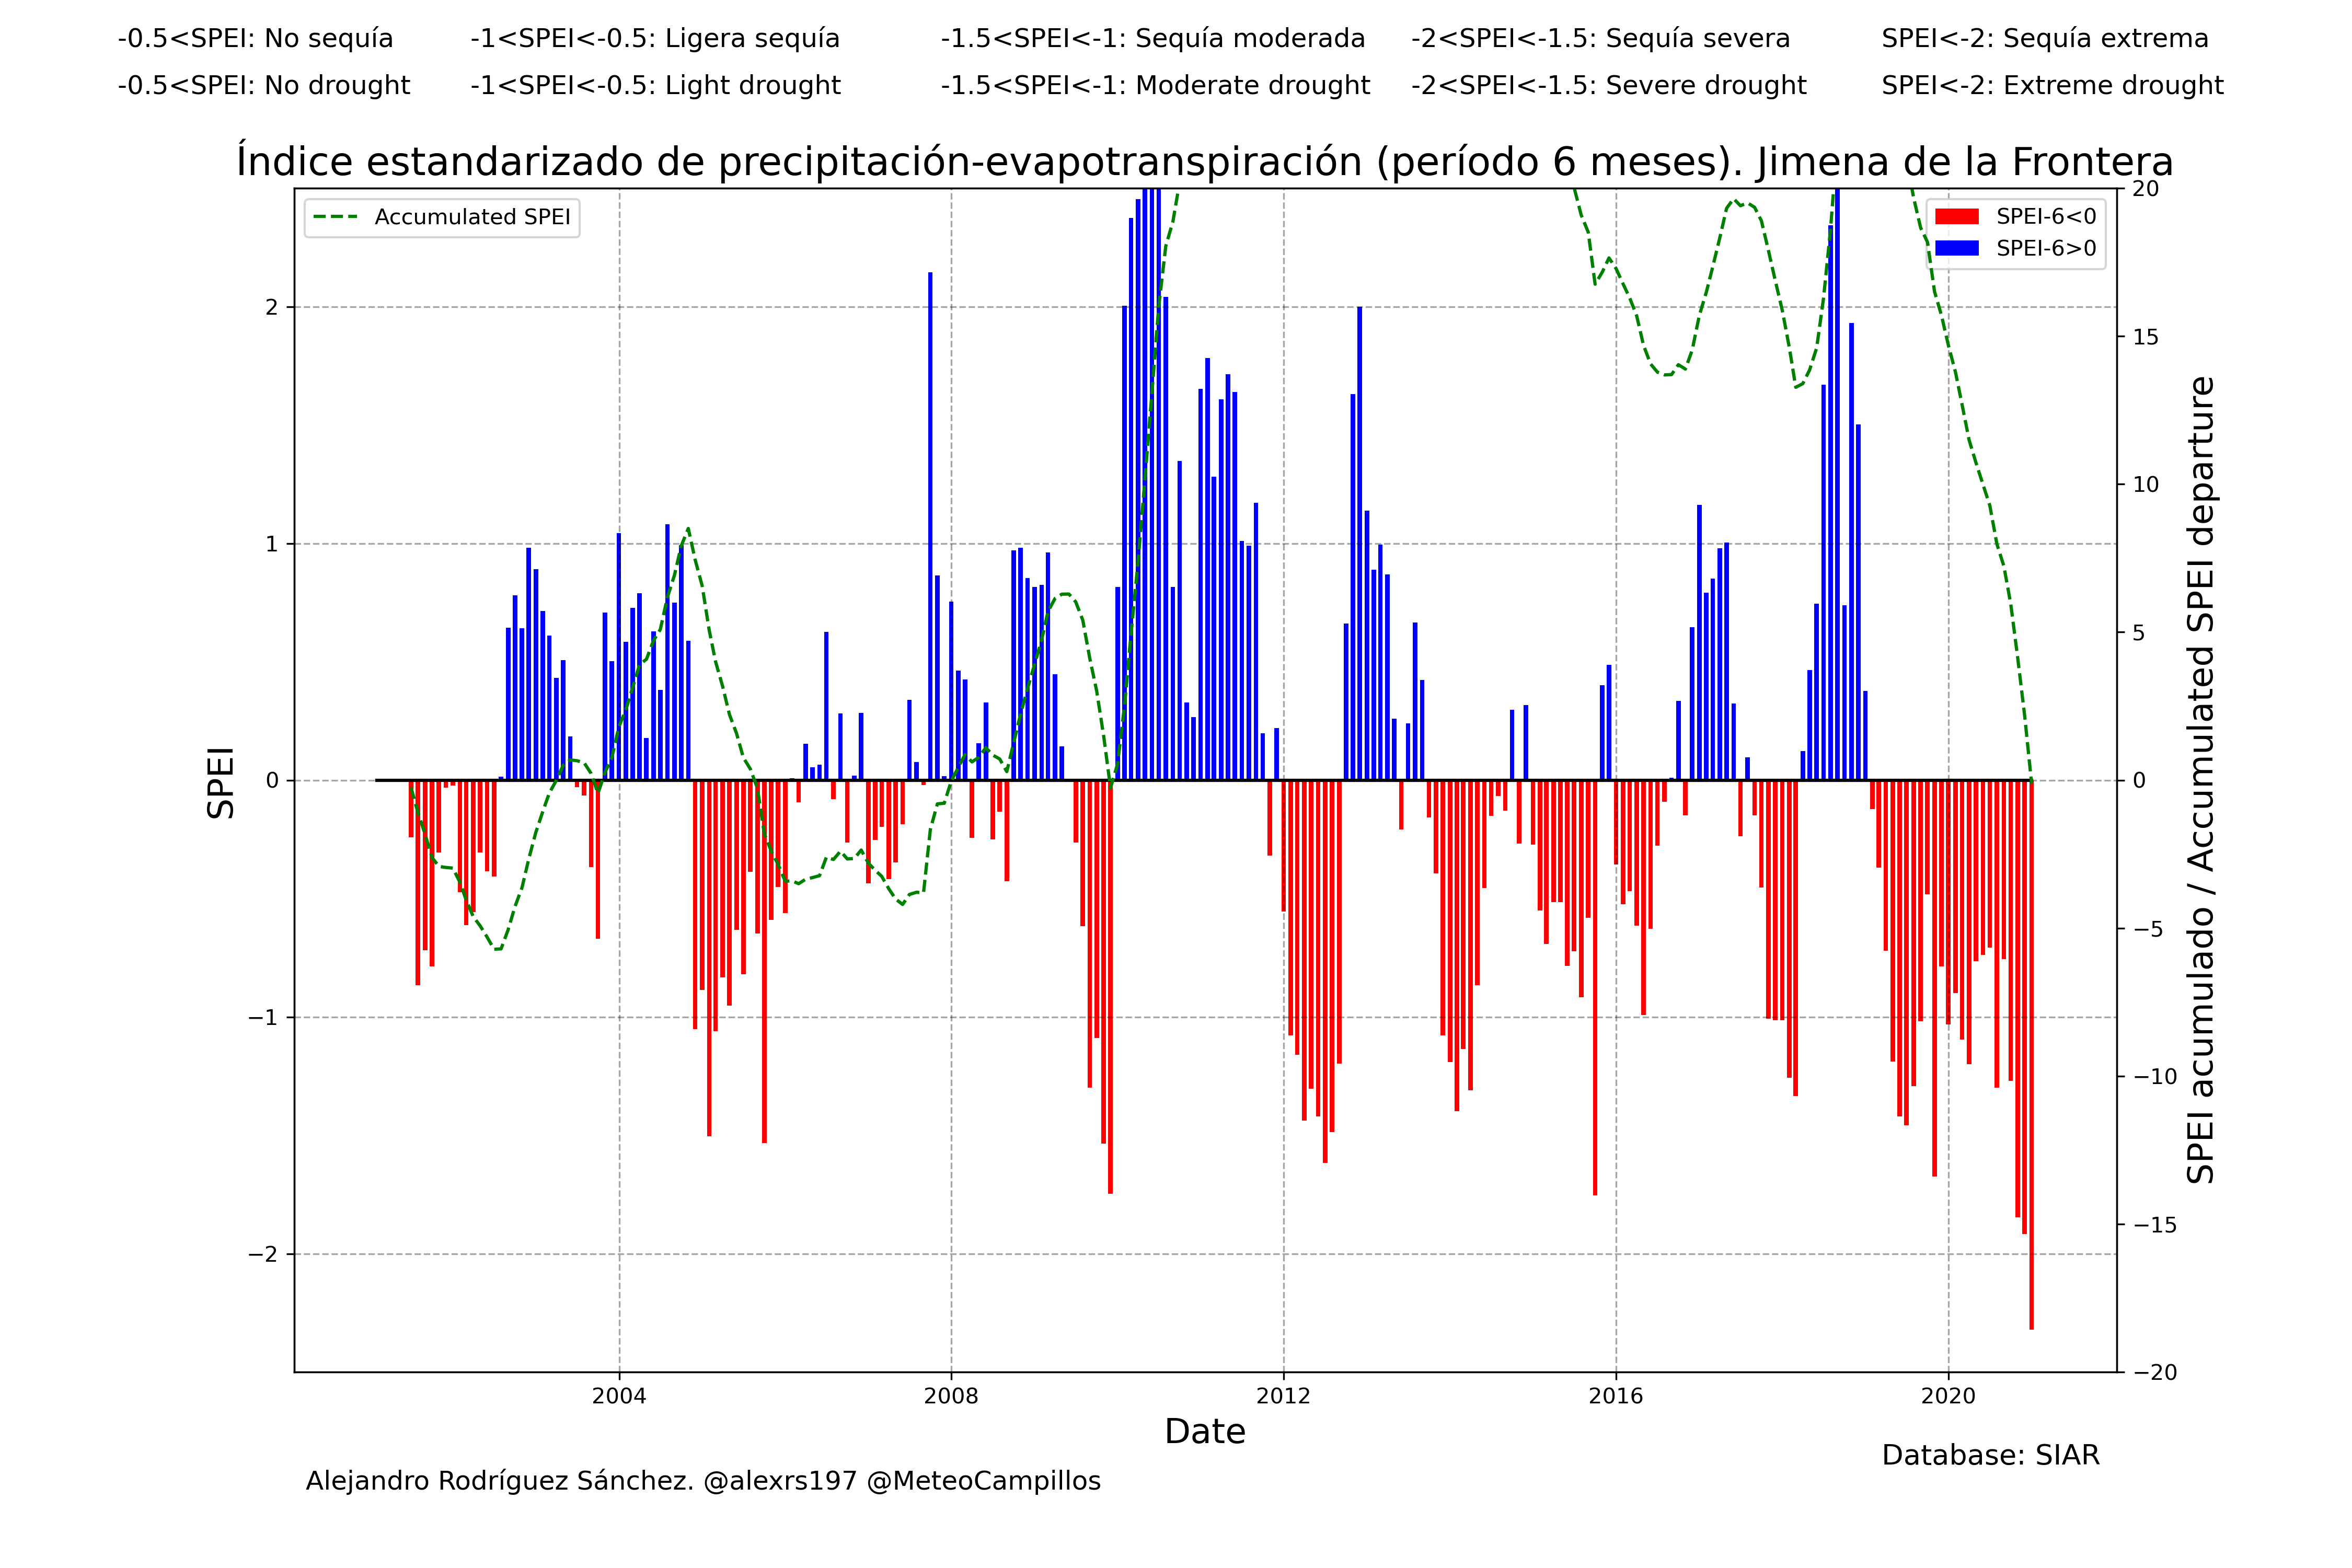 -0.5<SPEI: No sequía -1<SPEI<-0.5: Ligera sequía -1.5<SPEI<-1: Sequía moderada -2<SPEI<-1.5: Sequía severa SPEI<-2: Sequía extrema
-0.5<SPEI: No drought -1<SPEI<-0.5: Light drought -1.5<SPEI<-1: Moderate drought -2<SPEI<-1.5: Severe drought SPEI<-2: Extreme drought
Índice estandarizado de precipitación-evapotranspiración (período 6 meses). Jimena de la Frontera
Accumulated SPEI
SPEI-6<0
SPEI-6>0
SPEI
2
1
0
−1
−2
20
15
10
5
0
−5
−10
−15
−20
SPEI acumulado / Accumulated SPEI departure
2004 2008 2012 2016 2020
Date
Database: SIAR
Alejandro Rodríguez Sánchez. @alexrs197 @MeteoCampillos